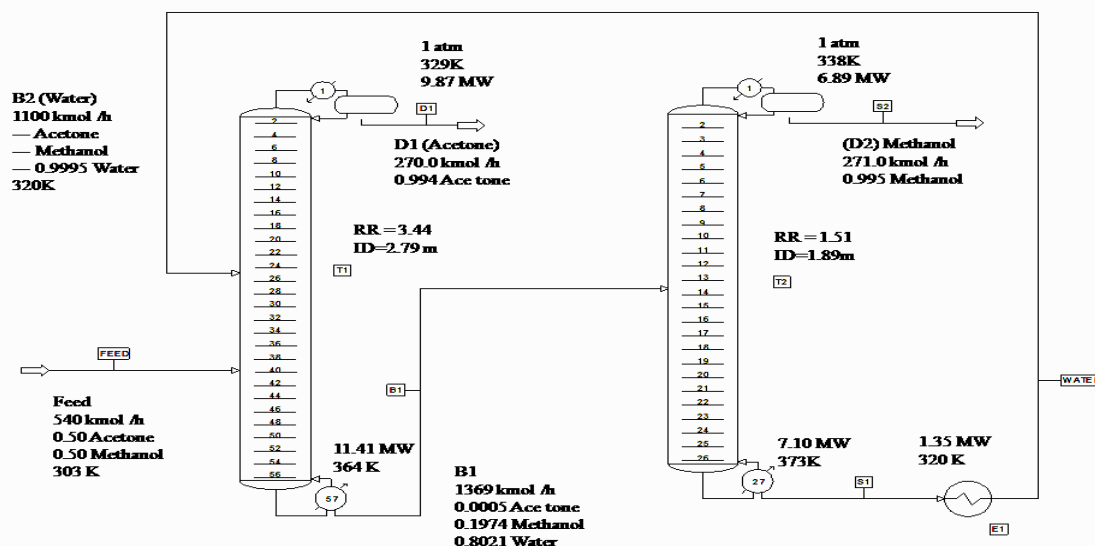 1 atm
329K
9.87 MW
1
D1
D1 (Acetone)
270.0 kmol /h
0.994 Ace tone
B2 (Water)
1100 kmol /h
— Acetone
— Methanol
— 0.9995 Water
320K
2
4
6
8
10
12
14
16
18
20
22
24
26
28
30
32
34
36
38
40
42
44
46
48
50
52
54
56
57
RR = 3.44
ID=2.79 m
T1
FEED
Feed
540 kmol /h
0.50 Acetone
0.50 Methanol
303 K
11.41 MW
364 K
B1
B1
1369 kmol /h
0.0005 Ace tone
0.1974 Methanol
0.8021 Water
1 atm
338K
6.89 MW
1
S2
(D2) Methanol
271.0 kmol /h
0.995 Methanol
2
3
4
5
6
7
8
9
10
11
12
13
14
15
16
17
18
19
20
21
22
23
24
25
26
27
RR = 1.51
ID=1.89m
T2
7.10 MW
373K
S1
1.35 MW
320 K
E1
WATE